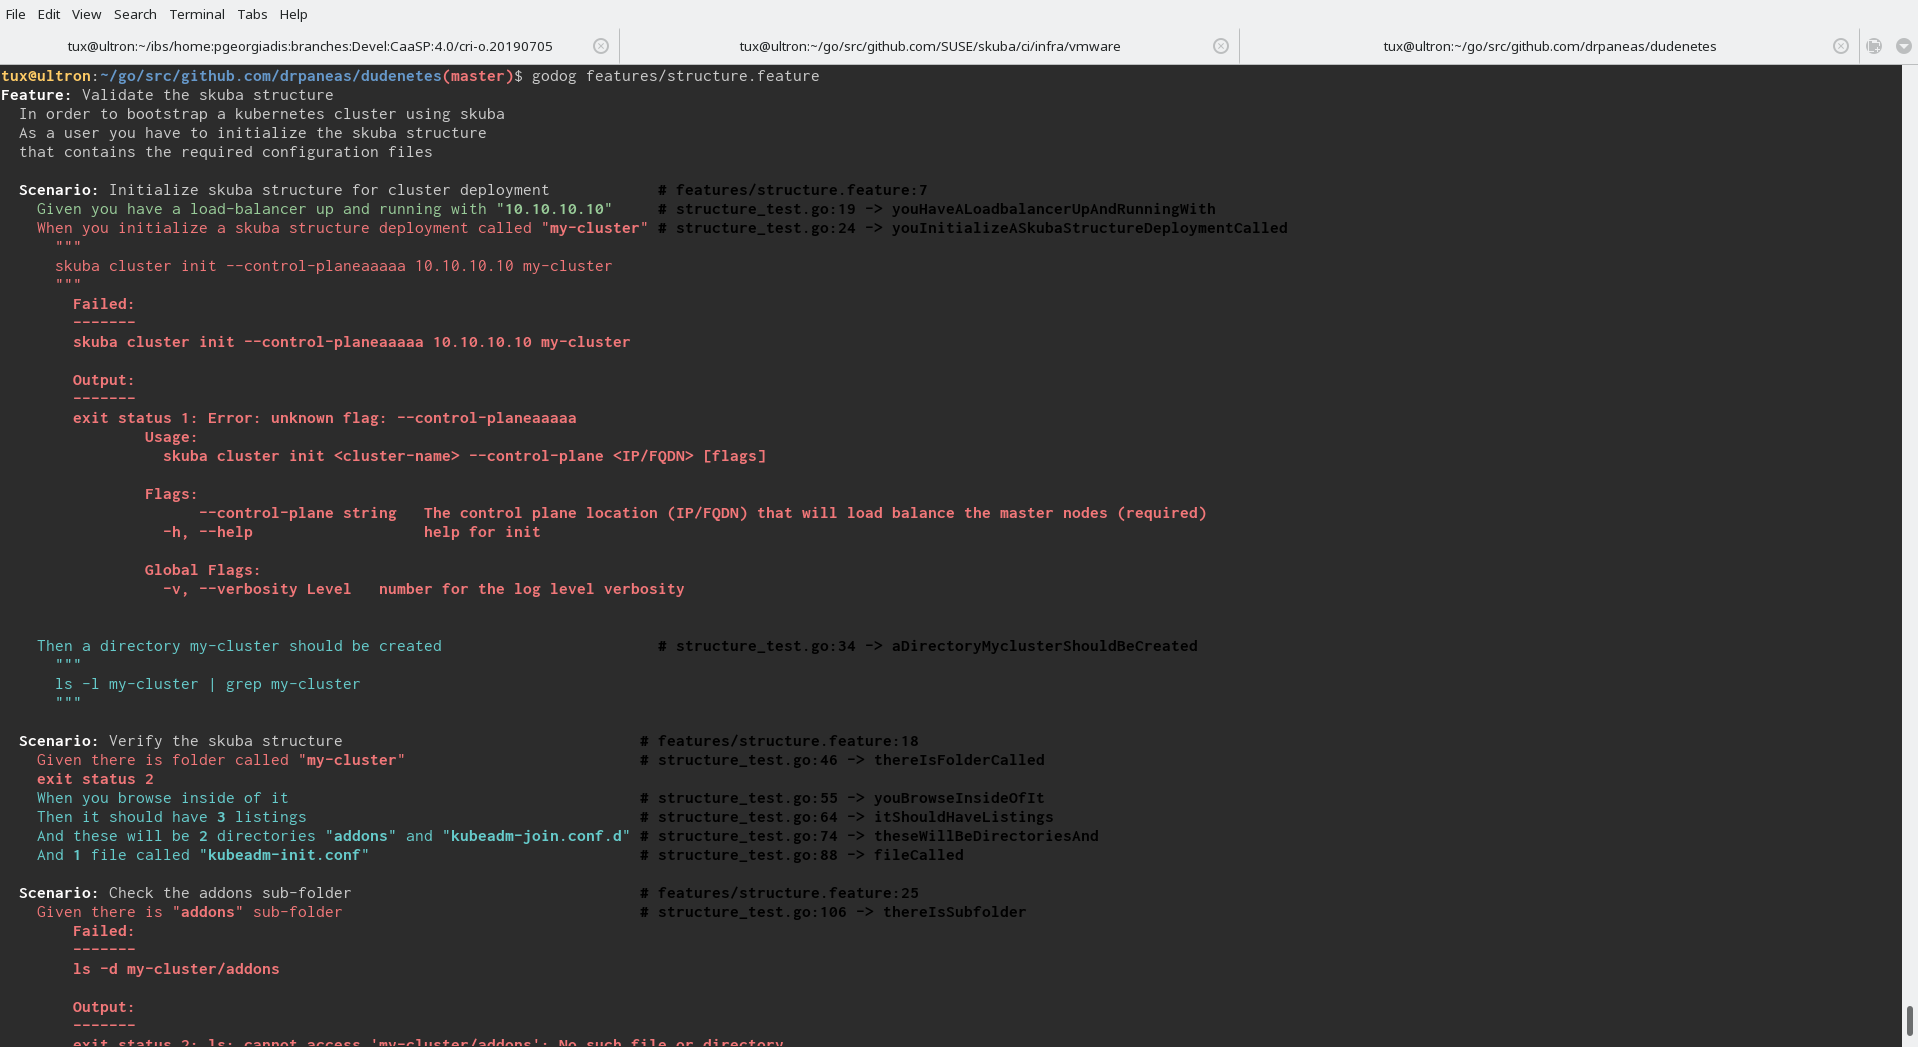 File Edit View Search Terminal Tabs Help
tux@ultron:~/ibs/home:pgeorgiadis:branches:Devel:CaaSP:4.0/cri-o.20190705 tux@ultron:~/go/src/github.com/SUSE/skuba/ci/infra/vmware tux@ultron:~/go/src/github.com/drpaneas/dudenetes
tux@ultron:~/go/src/github.com/drpaneas/dudenetes(master)$ godog features/structure.feature
Feature: Validate the skuba structure
  In order to bootstrap a kubernetes cluster using skuba
  As a user you have to initialize the skuba structure
  that contains the required configuration files
  Scenario: Initialize skuba structure for cluster deployment            # features/structure.feature:7
    Given you have a load-balancer up and running with "10.10.10.10"     # structure_test.go:19 -> youHaveALoadbalancerUpAndRunningWith
    When you initialize a skuba structure deployment called "my-cluster" # structure_test.go:24 -> youInitializeASkubaStructureDeploymentCalled
      """
      skuba cluster init --control-planeaaaaa 10.10.10.10 my-cluster
      """
        Failed:
        -------
        skuba cluster init --control-planeaaaaa 10.10.10.10 my-cluster
        Output:
        -------
        exit status 1: Error: unknown flag: --control-planeaaaaa
                Usage:
                  skuba cluster init <cluster-name> --control-plane <IP/FQDN> [flags]
                Flags:
                      --control-plane string   The control plane location (IP/FQDN) that will load balance the master nodes (required)
                  -h, --help                   help for init
                Global Flags:
                  -v, --verbosity Level   number for the log level verbosity
    Then a directory my-cluster should be created                        # structure_test.go:34 -> aDirectoryMyclusterShouldBeCreated
      """
      ls -l my-cluster | grep my-cluster
      """
  Scenario: Verify the skuba structure                                 # features/structure.feature:18
    Given there is folder called "my-cluster"                          # structure_test.go:46 -> thereIsFolderCalled
    exit status 2
    When you browse inside of it                                       # structure_test.go:55 -> youBrowseInsideOfIt
    Then it should have 3 listings                                     # structure_test.go:64 -> itShouldHaveListings
    And these will be 2 directories "addons" and "kubeadm-join.conf.d" # structure_test.go:74 -> theseWillBeDirectoriesAnd
    And 1 file called "kubeadm-init.conf"                              # structure_test.go:88 -> fileCalled
  Scenario: Check the addons sub-folder                                # features/structure.feature:25
    Given there is "addons" sub-folder                                 # structure_test.go:106 -> thereIsSubfolder
        Failed:
        -------
        ls -d my-cluster/addons
        Output:
        -------
        exit status 2: ls: cannot access 'my-cluster/addons': No such file or directory